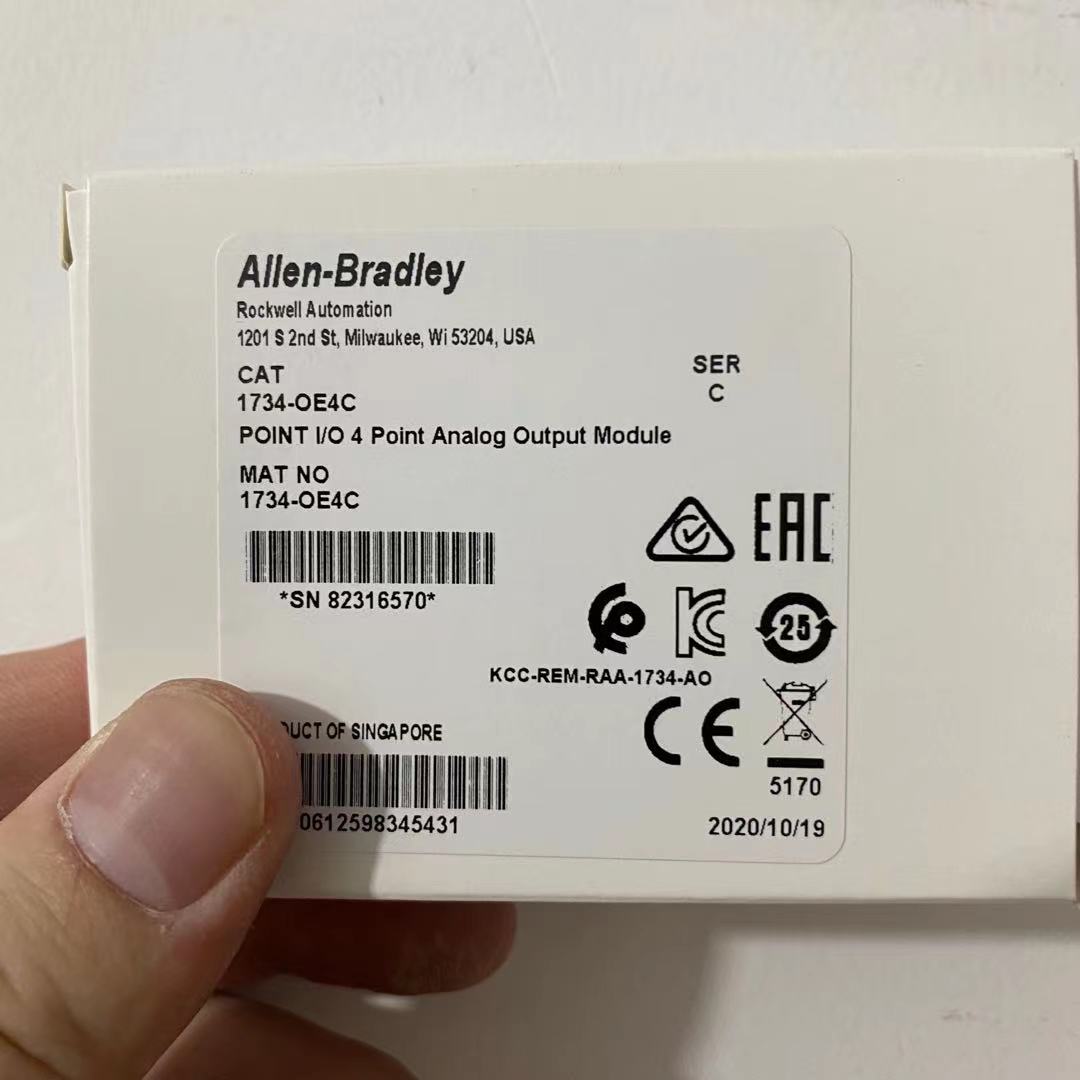 Allen-Bradley
Rockwell Automation
1201 S 2nd St, Milwaukee, Wi 53204, USA
CAT
1734-OE4C
SER
C
POINT I/O 4 Point Analog Output Module
MAT NO
1734-OE4C
*SN 82316570*
EAC
KC
25
KCC-REM-RAA-1734-AO
OF SINGAPORE
CE
5170
0612598345431
2020/10/19